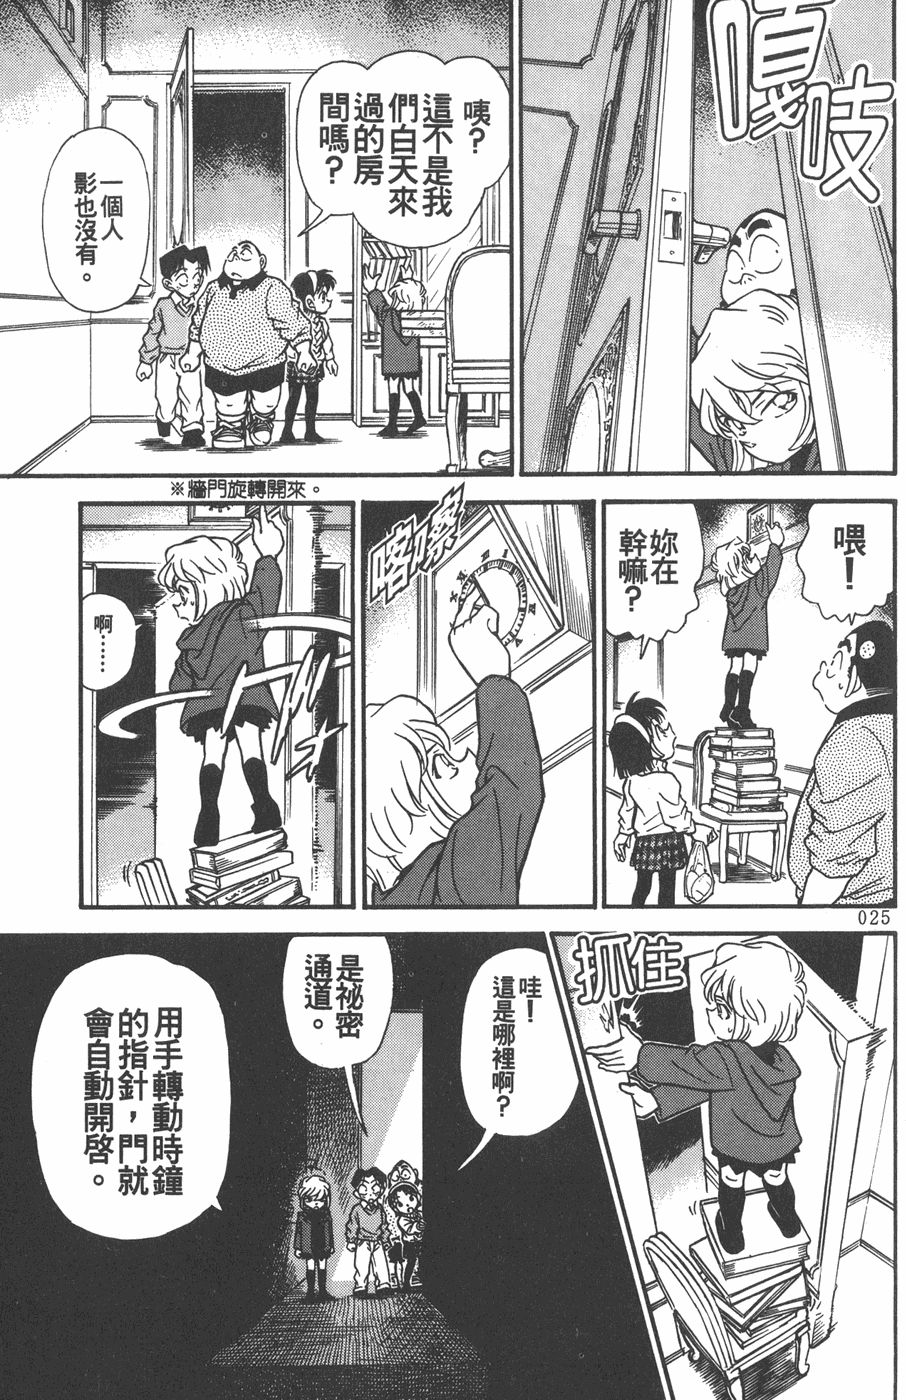 嘎吱
咦？
這不是我
們白天來
過的房
間嗎？
一個人
影也沒有。
喂！
妳在
幹嘛？
喀嚓
※牆門旋轉開來。
啊……
025
抓住
哇！
這是哪裡啊？
是祕密
通道。
用手轉動時鐘
的指針，門就
會自動開啓。